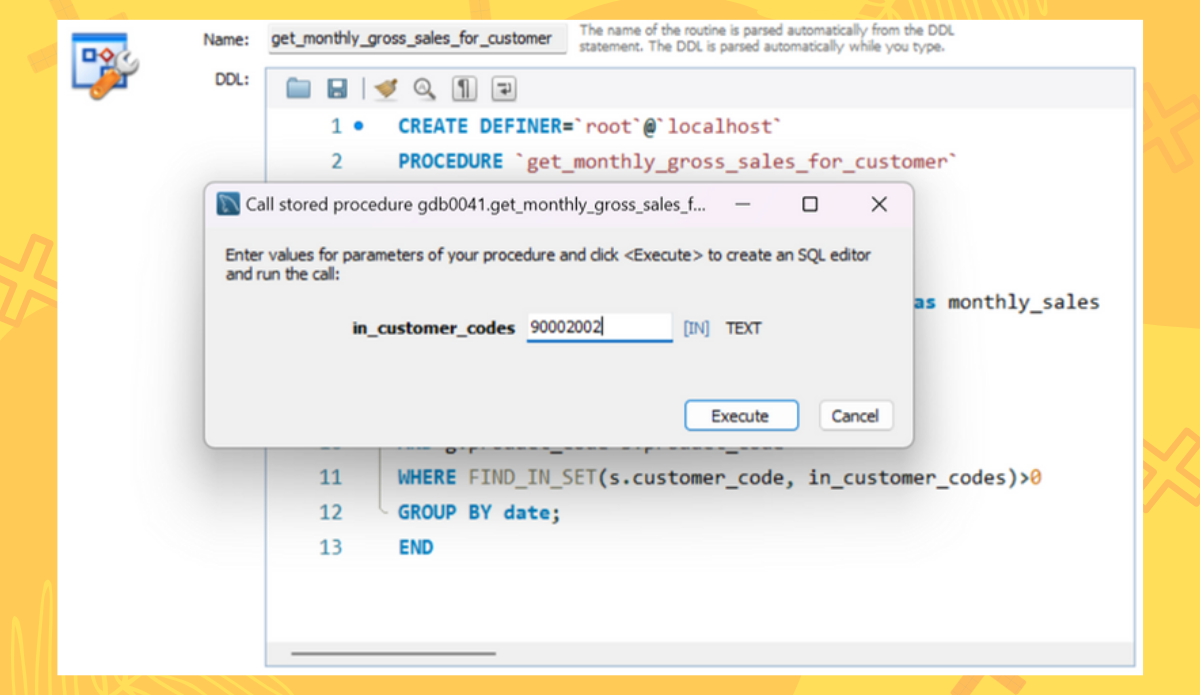 Name: get_monthly_gross_sales_for_customer
The name of the routine is parsed automatically from the DDL
statement. The DDL is parsed automatically while you type.
DDL:
1 CREATE DEFINER=`root`@`localhost`
2 PROCEDURE `get_monthly_gross_sales_for_customer`
Call stored procedure gdb0041.get_monthly_gross_sales_f...
Enter values for parameters of your procedure and click <Execute> to create an SQL editor
and run the call:
as monthly_sales
in_customer_codes 90002002 [IN] TEXT
Execute Cancel
11 WHERE FIND_IN_SET(s.customer_code, in_customer_codes)>0
12 GROUP BY date;
13 END